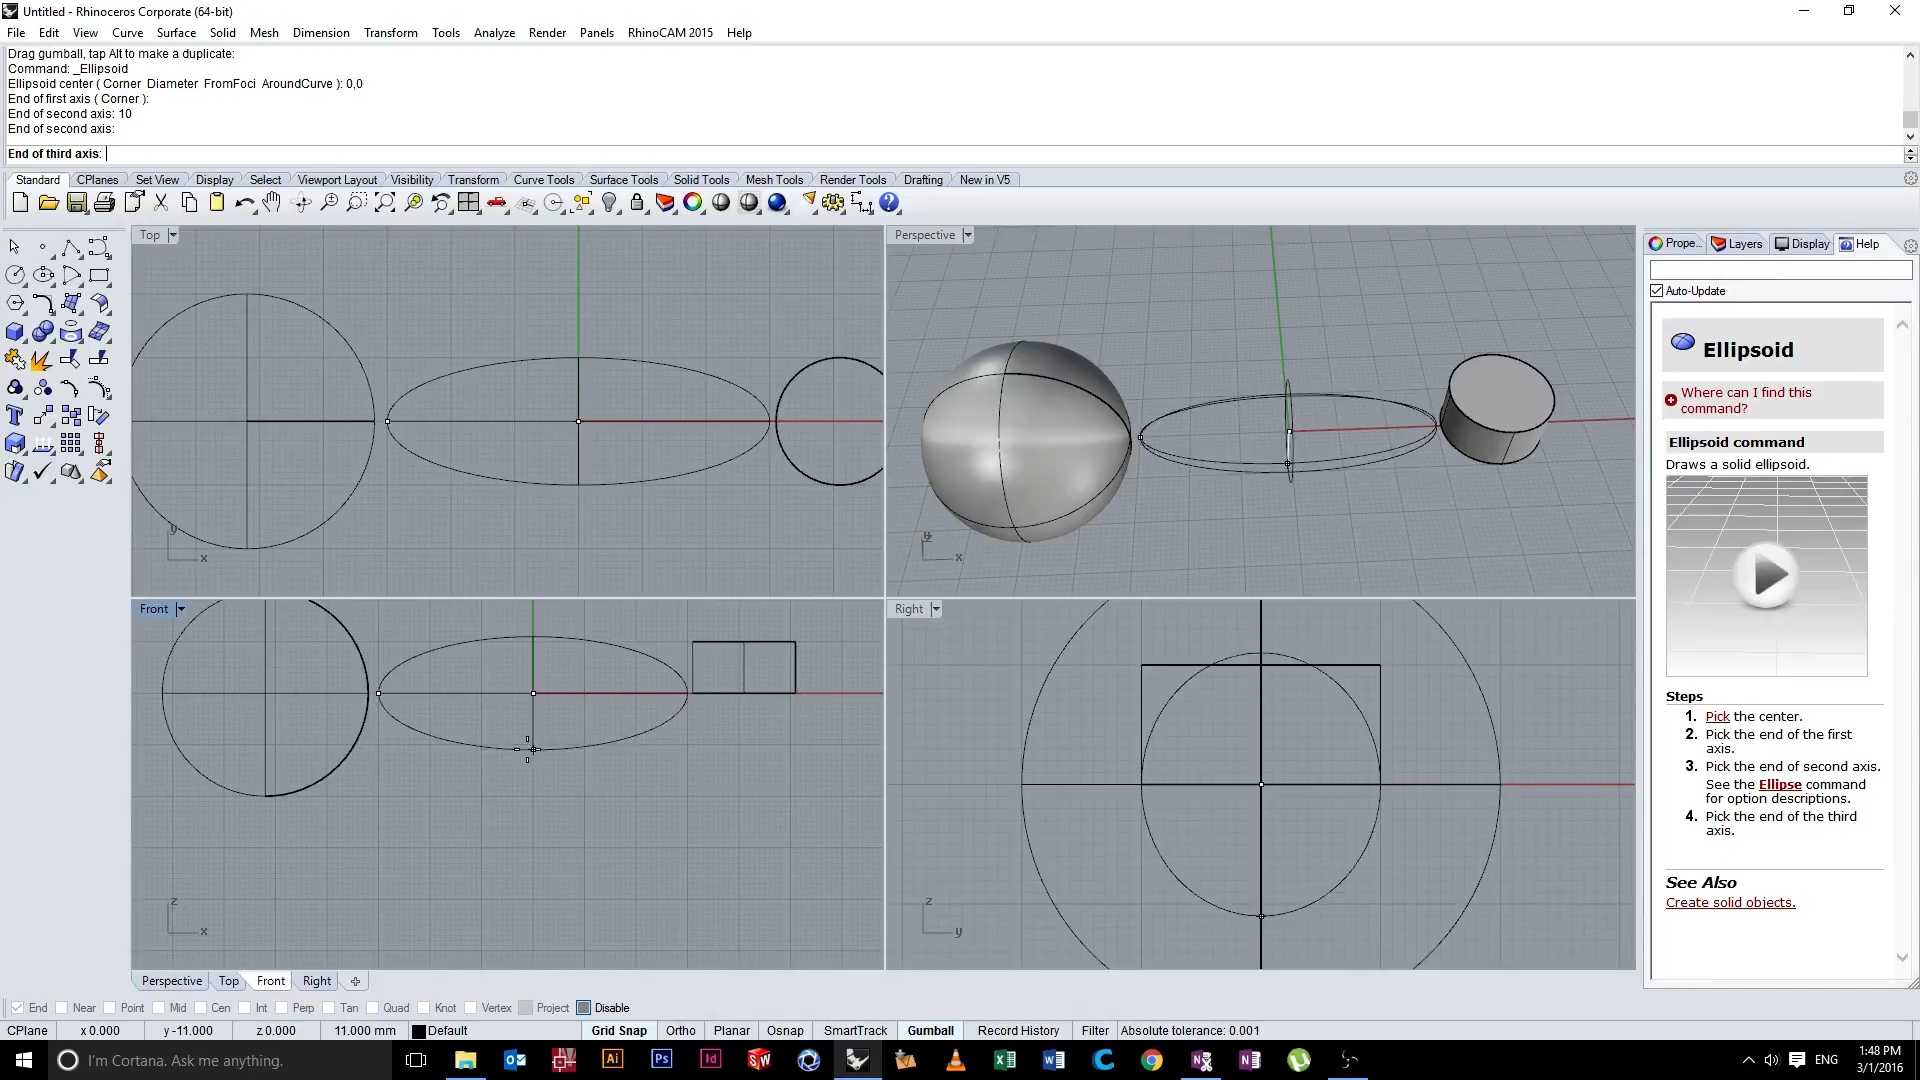 Untitled - Rhinoceros Corporate (64-bit)
File Edit View Curve Surface Solid Mesh Dimension Transform Tools Analyze Render Panels RhinoCAM 2015 Help
Drag gumball, tap Alt to make a duplicate:
Command: _Ellipsoid
Ellipsoid center ( Corner Diameter FromFoci AroundCurve ): 0,0
End of first axis ( Corner ):
End of second axis: 10
End of second axis:
End of third axis:
Standard CPlanes Set View Display Select Viewport Layout Visibility Transform Curve Tools Surface Tools Solid Tools Mesh Tools Render Tools Drafting New in V5
Top
Perspective
Prope... Layers Display Help
Auto-Update
Ellipsoid
Where can I find this
command?
Ellipsoid command
Draws a solid ellipsoid.
y
x
x
Front
Right
Steps
1. Pick the center.
2. Pick the end of the first
axis.
3. Pick the end of second axis.
See the Ellipse command
for option descriptions.
4. Pick the end of the third
axis.
See Also
Create solid objects.
z
x
z
y
Perspective Top Front Right
End Near Point Mid Cen Int Perp Tan Quad Knot Vertex Project Disable
CPlane x 0.000 y -11.000 z 0.000 11.000 mm Default Grid Snap Ortho Planar Osnap SmartTrack Gumball Record History Filter Absolute tolerance: 0.001
I'm Cortana. Ask me anything.
Ai Ps Id SW
ENG
1:48 PM
3/1/2016